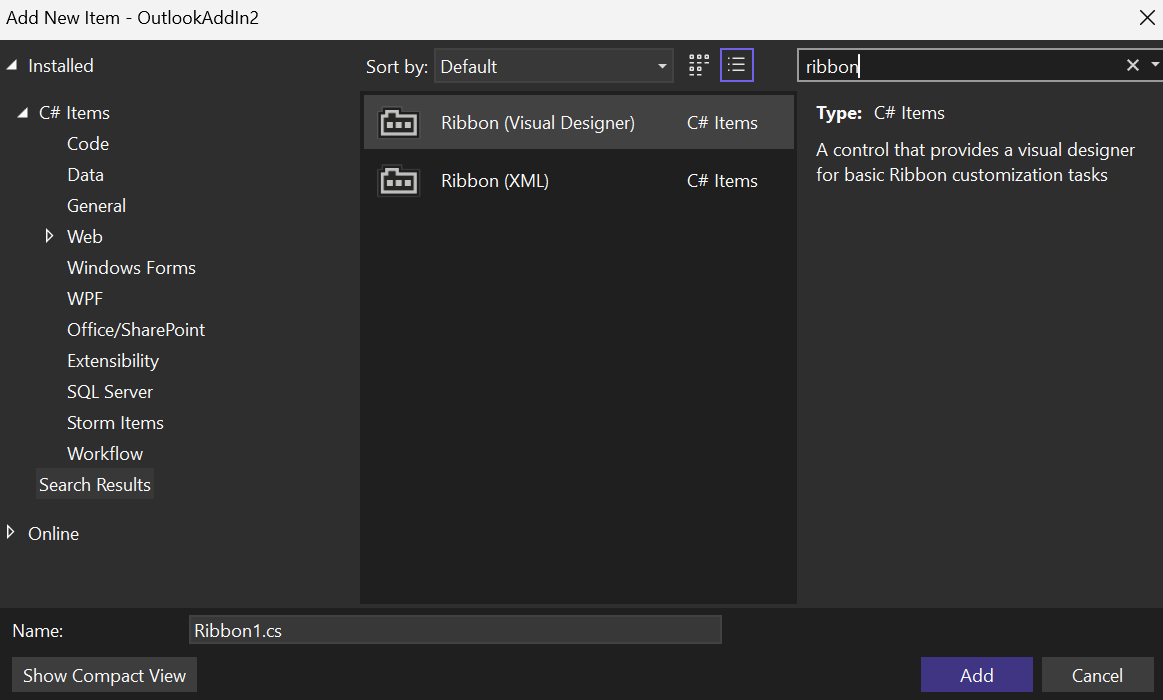 Add New Item - OutlookAddIn2
Installed
C# Items
Code
Data
General
Web
Windows Forms
WPF
Office/SharePoint
Extensibility
SQL Server
Storm Items
Workflow
Search Results
Online
Sort by: Default
Ribbon (Visual Designer) C# Items
Ribbon (XML) C# Items
ribbon
Type: C# Items
A control that provides a visual designer
for basic Ribbon customization tasks
Name: Ribbon1.cs
Show Compact View
Add
Cancel